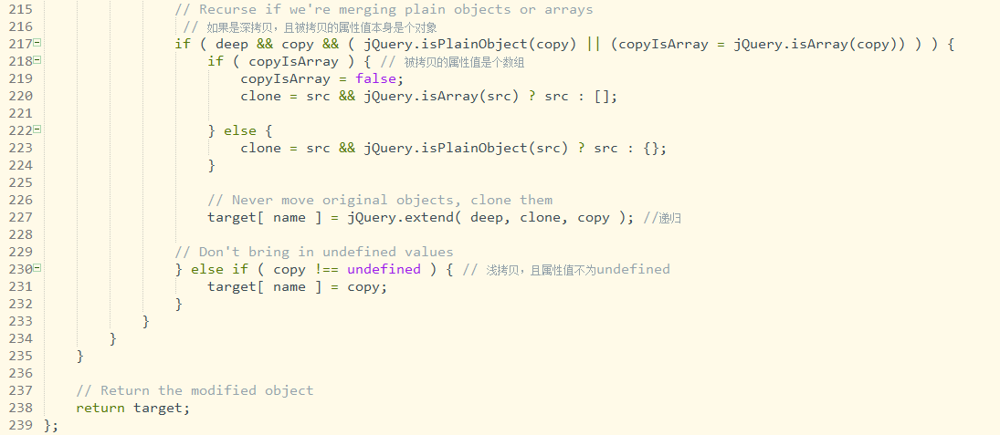 215 // Recurse if we're merging plain objects or arrays
216 // 如果是深拷贝，且被拷贝的属性值本身是个对象
217 if ( deep && copy && ( jQuery.isPlainObject(copy) || (copyIsArray = jQuery.isArray(copy)) ) ) {
218 if ( copyIsArray ) { // 被拷贝的属性值是个数组
219 copyIsArray = false;
220 clone = src && jQuery.isArray(src) ? src : [];
221
222 } else {
223 clone = src && jQuery.isPlainObject(src) ? src : {};
224 }
225
226 // Never move original objects, clone them
227 target[ name ] = jQuery.extend( deep, clone, copy ); //递归
228
229 // Don't bring in undefined values
230 } else if ( copy !== undefined ) { // 浅拷贝，且属性值不为undefined
231 target[ name ] = copy;
232 }
233 }
234 }
235 }
236
237 // Return the modified object
238 return target;
239 };